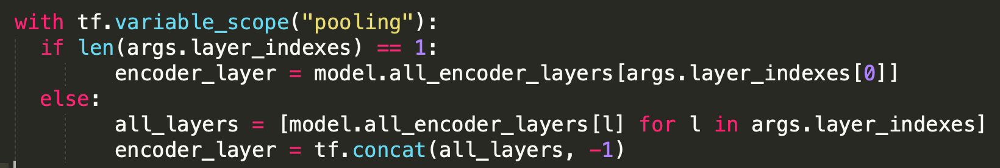 with tf.variable_scope("pooling"):
  if len(args.layer_indexes) == 1:
        encoder_layer = model.all_encoder_layers[args.layer_indexes[0]]
  else:
        all_layers = [model.all_encoder_layers[l] for l in args.layer_indexes]
        encoder_layer = tf.concat(all_layers, -1)